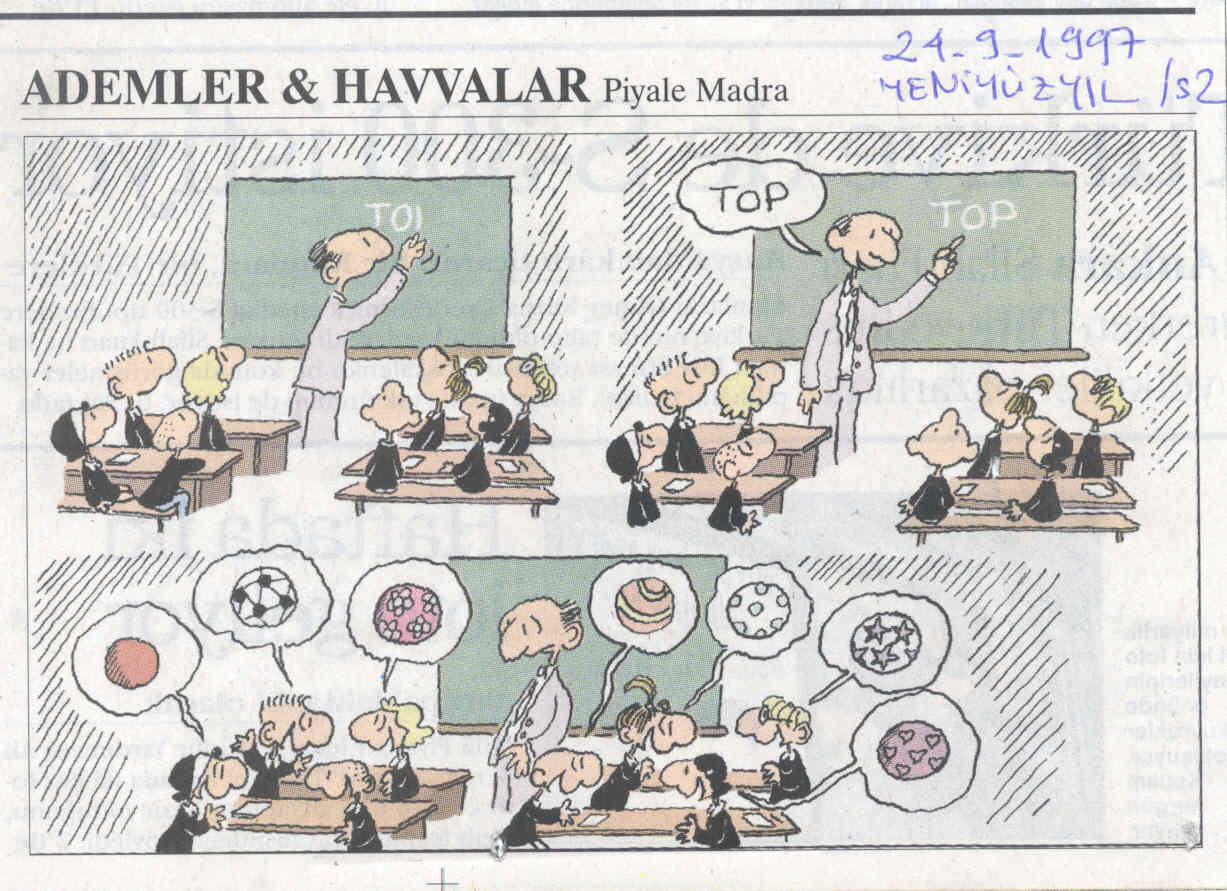 24-9-1997
YENİYÜZYIL /s2
ADEMLER & HAVVALAR Piyale Madra
TOI
TOP
TOP